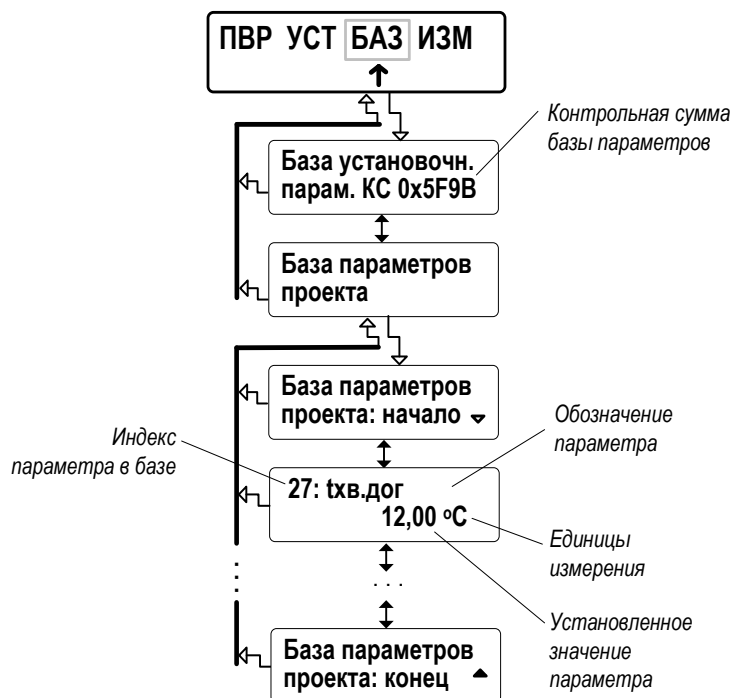 ПВР УСТ БАЗ ИЗМ
Контрольная сумма
базы параметров
База установочн.
парам. КС 0x5F9B
База параметров
проекта
База параметров
проекта: начало
Обозначение
параметра
Индекс
параметра в базе
27: tхв.дог
12,00 ºC
Единицы
измерения
. . .
Установленное
значение
параметра
База параметров
проекта: конец